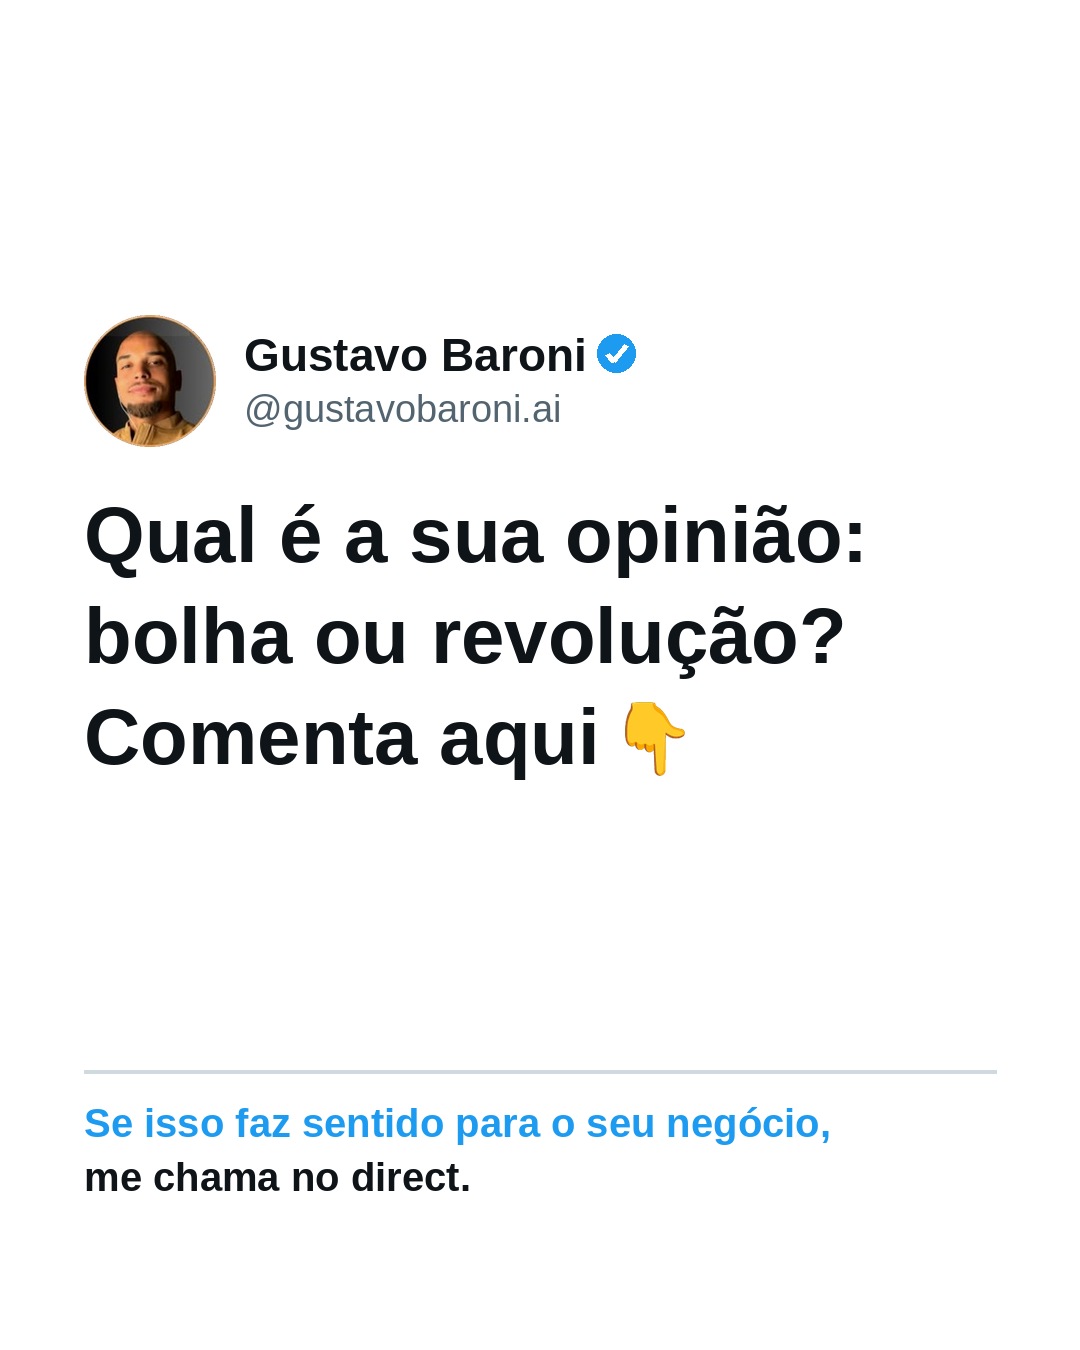 Gustavo Baroni
@gustavobaroni.ai
Qual é a sua opinião:
bolha ou revolução?
Comenta aqui 👇
Se isso faz sentido para o seu negócio,
me chama no direct.